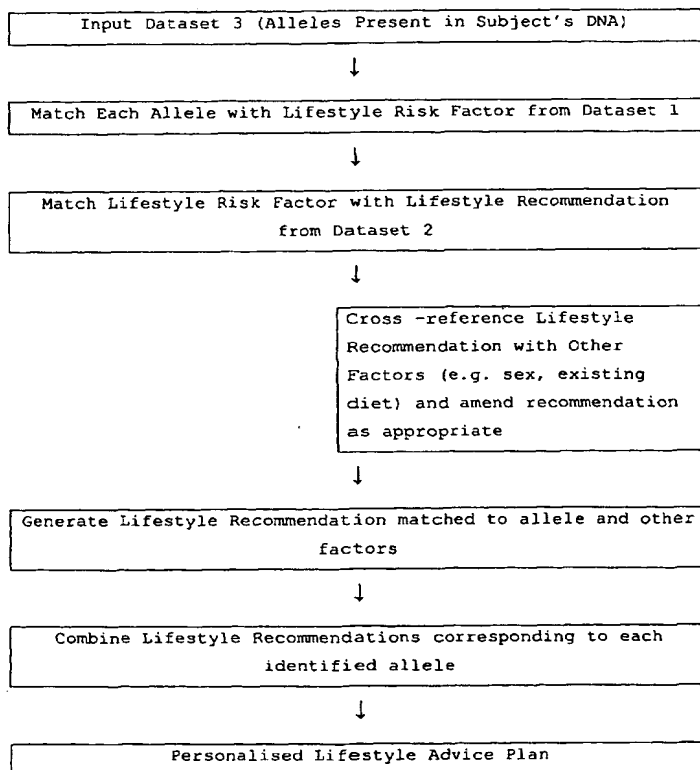 Input Dataset 3 (Alleles Present in Subject's DNA)
↓
Match Each Allele with Lifestyle Risk Factor from Dataset 1
↓
Match Lifestyle Risk Factor with Lifestyle Recommendation
from Dataset 2
↓
Cross -reference Lifestyle
Recommendation with Other
Factors (e.g. sex, existing
diet) and amend recommendation
as appropriate
↓
Generate Lifestyle Recommendation matched to allele and other
factors
↓
Combine Lifestyle Recommendations corresponding to each
identified allele
↓
Personalised Lifestyle Advice Plan